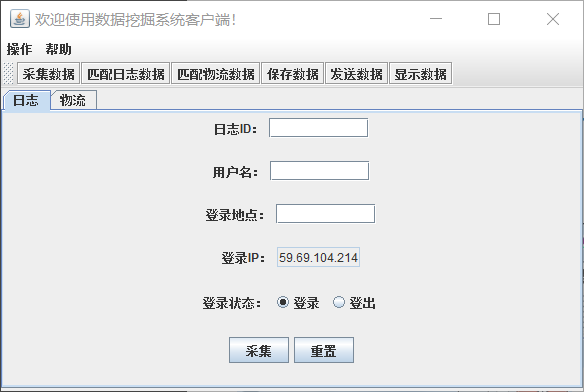 欢迎使用数据挖掘系统客户端!
操作 帮助
采集数据 匹配日志数据 匹配物流数据 保存数据 发送数据 显示数据
日志 物流
日志ID:
用户名:
登录地点:
登录IP: 59.69.104.214
登录状态: 登录 登出
采集 重置